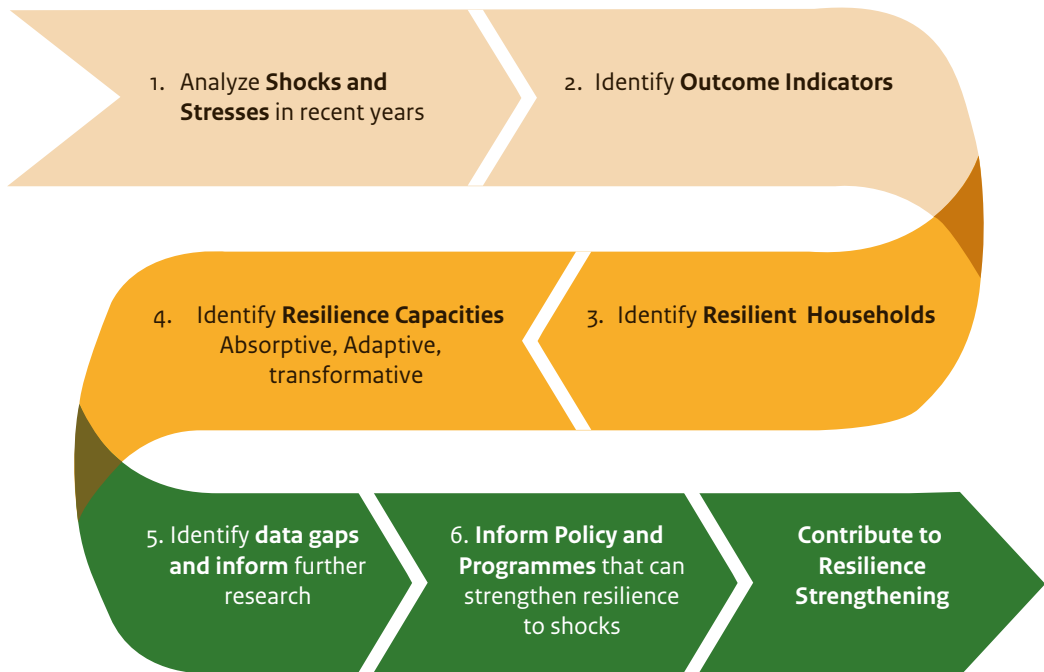 1. Analyze Shocks and
Stresses in recent years
2. Identify Outcome Indicators
3. Identify Resilient Households
4. Identify Resilience Capacities
Absorptive, Adaptive,
transformative
5. Identify data gaps
and inform further
research
6. Inform Policy and
Programmes that can
strengthen resilience
to shocks
Contribute to
Resilience
Strengthening